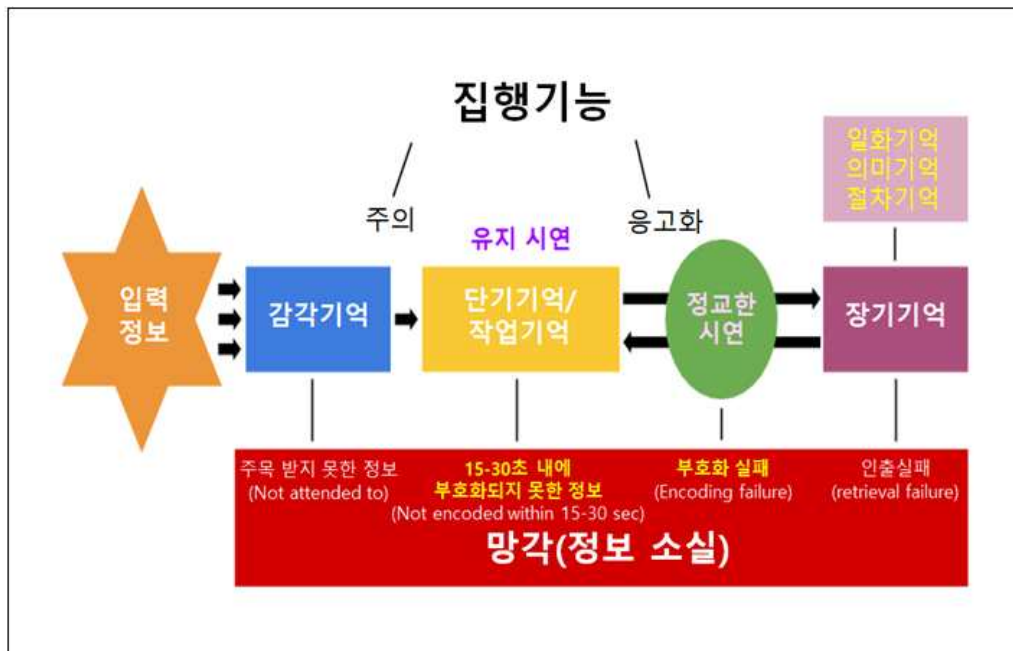 집행기능
일화기억
의미기억
절차기억
주의
응고화
유지 시연
입력
정보
감각기억
단기기억/
작업기억
정교한
시연
장기기억
주목 받지 못한 정보
(Not attended to)
15-30초 내에
부호화되지 못한 정보
(Not encoded within 15-30 sec)
부호화 실패
(Encoding failure)
인출실패
(retrieval failure)
망각(정보 소실)